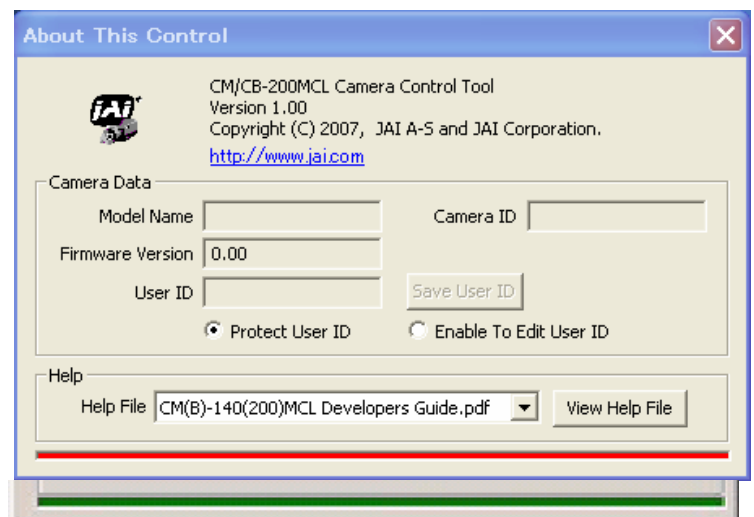 About This Control
JAI
CM/CB-200MCL Camera Control Tool
Version 1.00
Copyright (C) 2007, JAI A-S and JAI Corporation.
http://www.jai.com
Camera Data
Model Name
Camera ID
Firmware Version 0.00
User ID
Save User ID
Protect User ID
Enable To Edit User ID
Help
Help File CM(B)-140(200)MCL Developers Guide.pdf View Help File